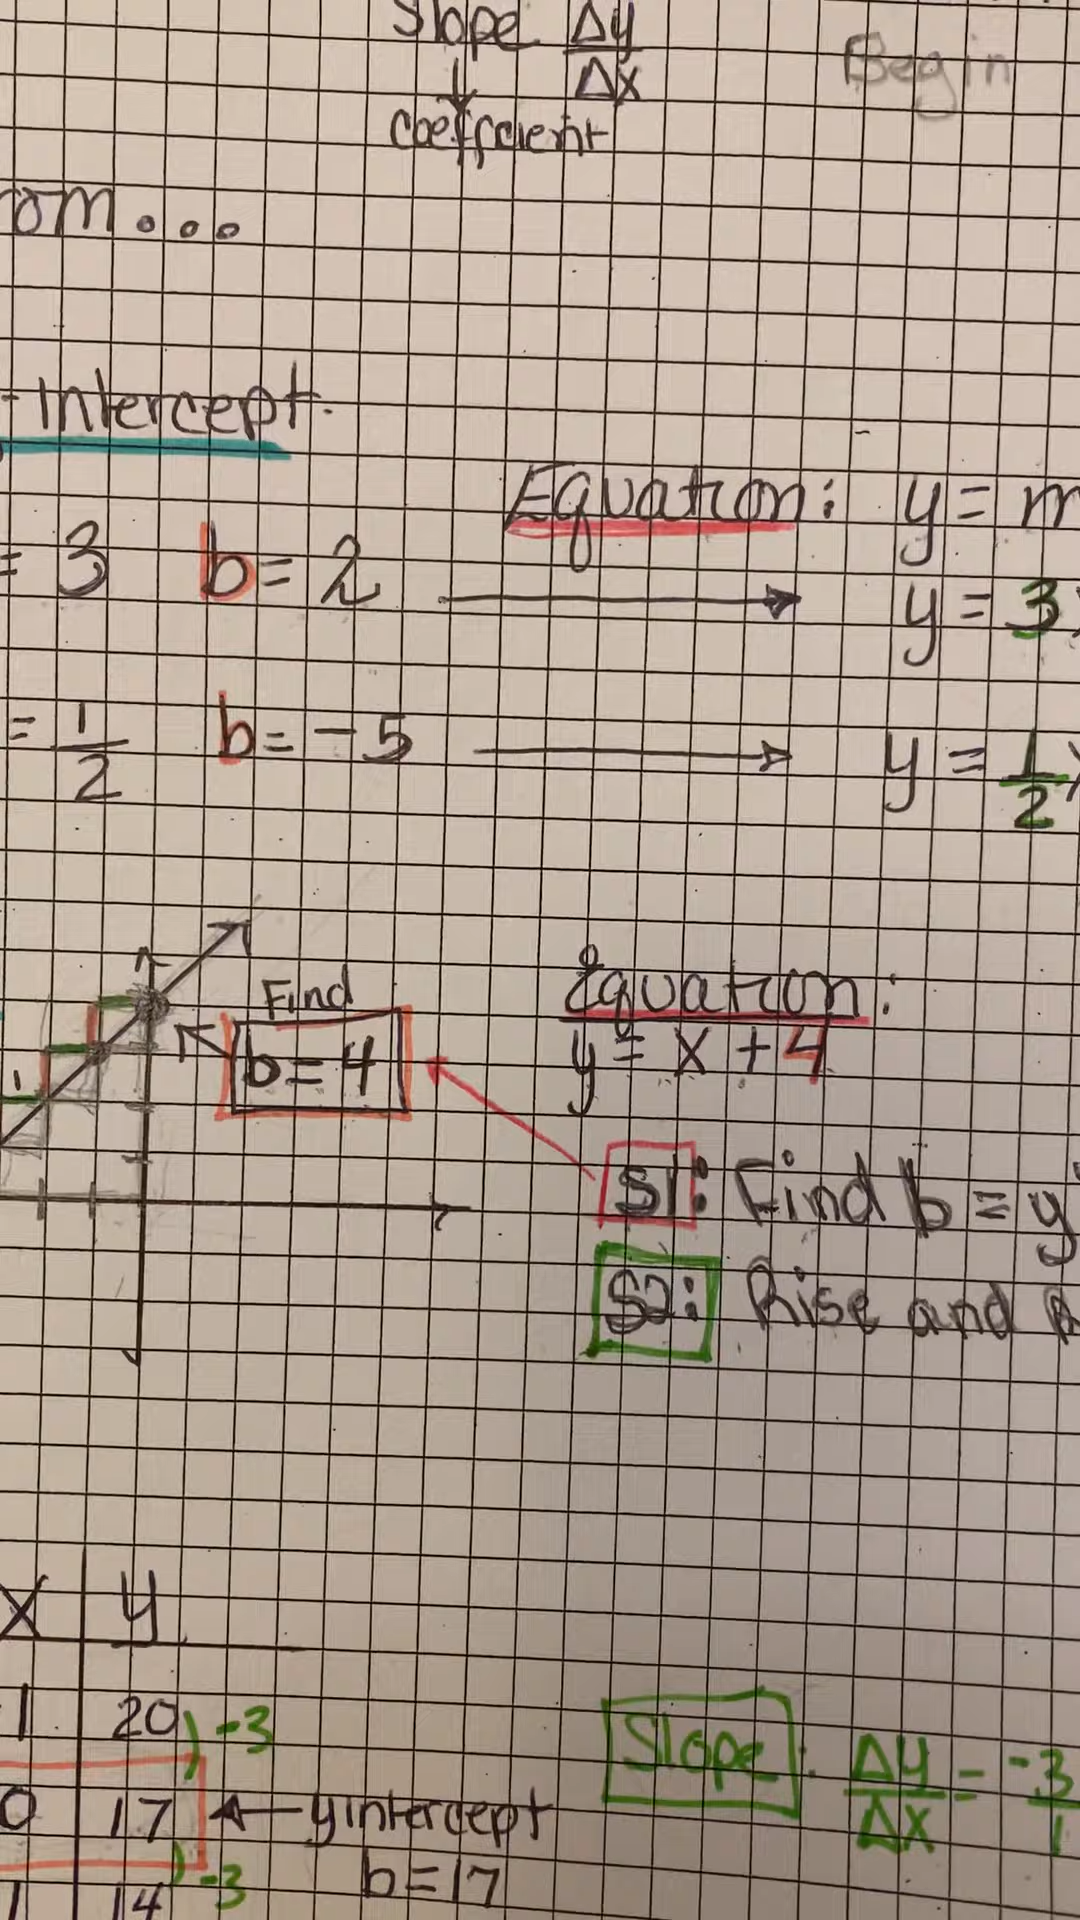 Slope Δy/Δx
Begin
coeffcient
om...
- Intercept.
Equation: y = m
= 3 b = 2 y = 3
= 1/2 b = -5 y = 1/2
Find
b = 4
Equation:
y = x + 4
S1: Find b = y
S2: Rise and
1
x y
1 20 -3
Slope: Δy/Δx = -3/1
0 17 y intercept
-3 b = 17
1 14